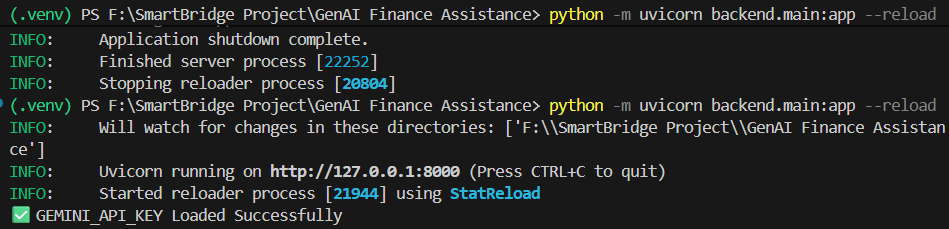 (.venv) PS F:\SmartBridge Project\GenAI Finance Assistance> python -m uvicorn backend.main:app --reload
INFO:     Application shutdown complete.
INFO:     Finished server process [22252]
INFO:     Stopping reloader process [20804]
(.venv) PS F:\SmartBridge Project\GenAI Finance Assistance> python -m uvicorn backend.main:app --reload
INFO:     Will watch for changes in these directories: ['F:\\SmartBridge Project\\GenAI Finance Assistan
ce']
INFO:     Uvicorn running on http://127.0.0.1:8000 (Press CTRL+C to quit)
INFO:     Started reloader process [21944] using StatReload
✅ GEMINI_API_KEY Loaded Successfully